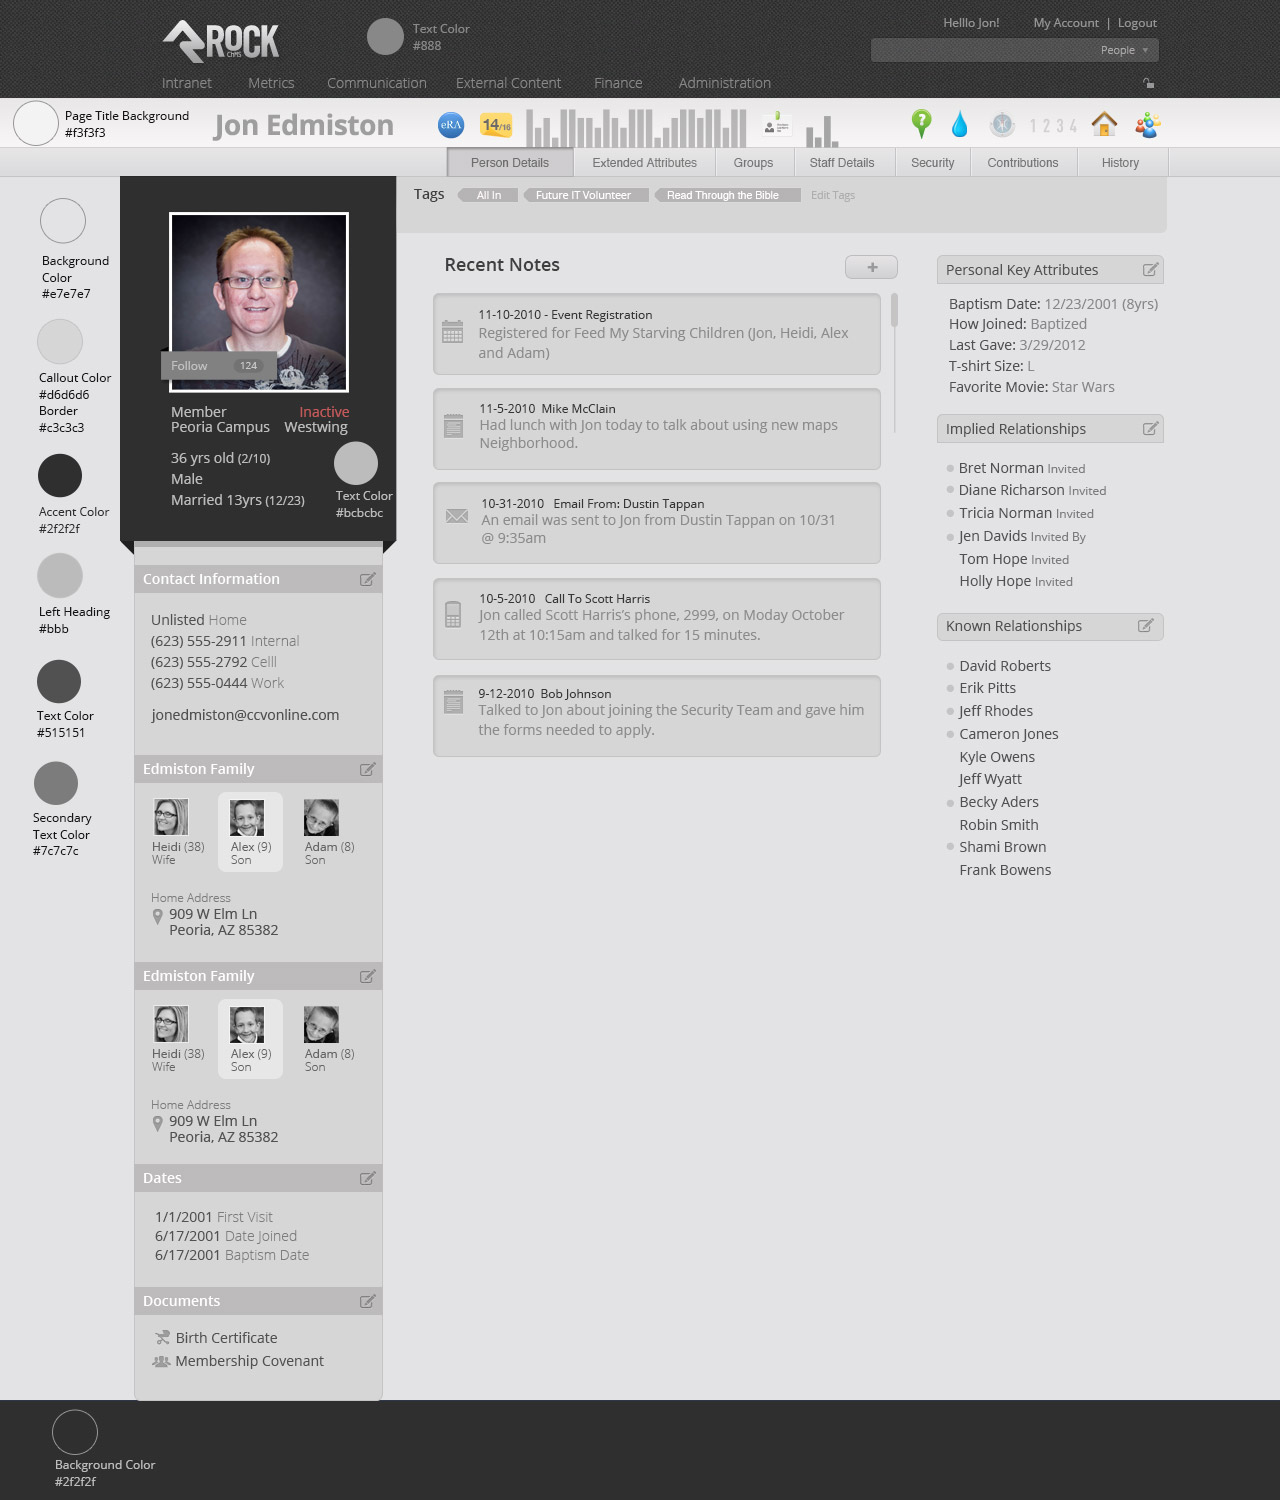 ROCK
ChMS
Text Color
#888
Helllo Jon!
My Account | Logout
People
Intranet
Metrics
Communication
External Content
Finance
Administration
Page Title Background
#f3f3f3
Jon Edmiston
eRA
14/16
1 2 3 4
Person Details
Extended Attributes
Groups
Staff Details
Security
Contributions
History
Tags
All In
Future IT Volunteer
Read Through the Bible
Edit Tags
Background
Color
#e7e7e7
Callout Color
#d6d6d6
Border
#c3c3c3
Accent Color
#2f2f2f
Left Heading
#bbb
Text Color
#515151
Secondary
Text Color
#7c7c7c
Follow
124
Member
Inactive
Peoria Campus
Westwing
36 yrs old (2/10)
Male
Married 13yrs (12/23)
Text Color
#bcbcbc
Contact Information
Unlisted Home
(623) 555-2911 Internal
(623) 555-2792 Celll
(623) 555-0444 Work
jonedmiston@ccvonline.com
Edmiston Family
Heidi (38)
Wife
Alex (9)
Son
Adam (8)
Son
Home Address
909 W Elm Ln
Peoria, AZ 85382
Edmiston Family
Heidi (38)
Wife
Alex (9)
Son
Adam (8)
Son
Home Address
909 W Elm Ln
Peoria, AZ 85382
Dates
1/1/2001 First Visit
6/17/2001 Date Joined
6/17/2001 Baptism Date
Documents
Birth Certificate
Membership Covenant
Recent Notes
+
11-10-2010 - Event Registration
Registered for Feed My Starving Children (Jon, Heidi, Alex
and Adam)
11-5-2010 Mike McClain
Had lunch with Jon today to talk about using new maps
Neighborhood.
10-31-2010 Email From: Dustin Tappan
An email was sent to Jon from Dustin Tappan on 10/31
@ 9:35am
10-5-2010 Call To Scott Harris
Jon called Scott Harris's phone, 2999, on Moday October
12th at 10:15am and talked for 15 minutes.
9-12-2010 Bob Johnson
Talked to Jon about joining the Security Team and gave him
the forms needed to apply.
Personal Key Attributes
Baptism Date: 12/23/2001 (8yrs)
How Joined: Baptized
Last Gave: 3/29/2012
T-shirt Size: L
Favorite Movie: Star Wars
Implied Relationships
Bret Norman Invited
Diane Richarson Invited
Tricia Norman Invited
Jen Davids Invited By
Tom Hope Invited
Holly Hope Invited
Known Relationships
David Roberts
Erik Pitts
Jeff Rhodes
Cameron Jones
Kyle Owens
Jeff Wyatt
Becky Aders
Robin Smith
Shami Brown
Frank Bowens
Background Color
#2f2f2f